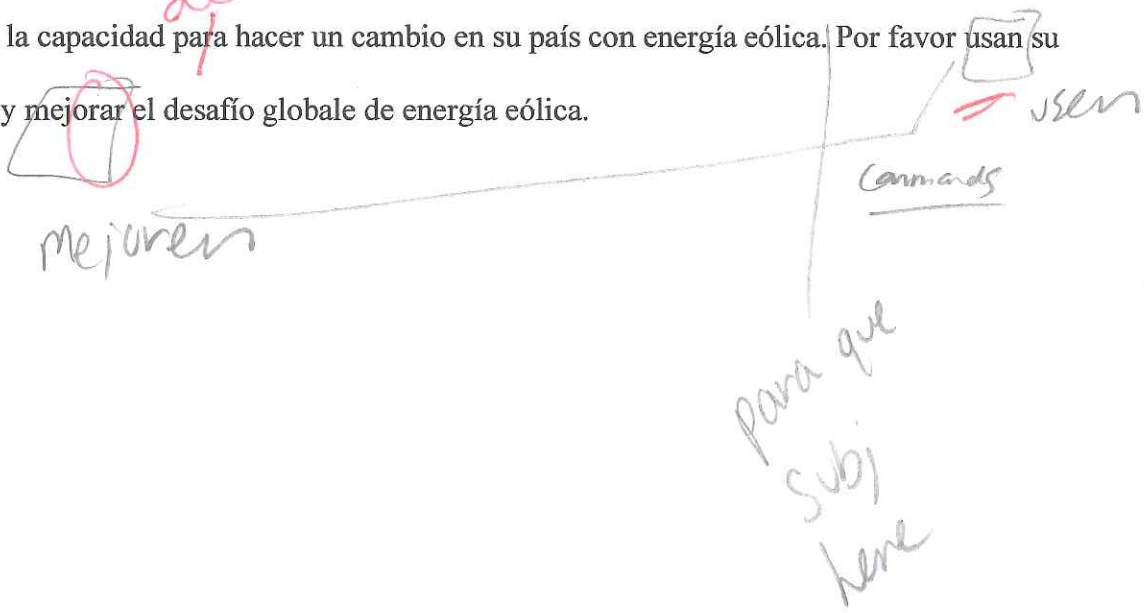 la capacidad para hacer un cambio en su país con energía eólica. Por favor usan su
y mejorar el desafío globale de energía eólica.
usen
Commands
mejoren
para que
subj
here